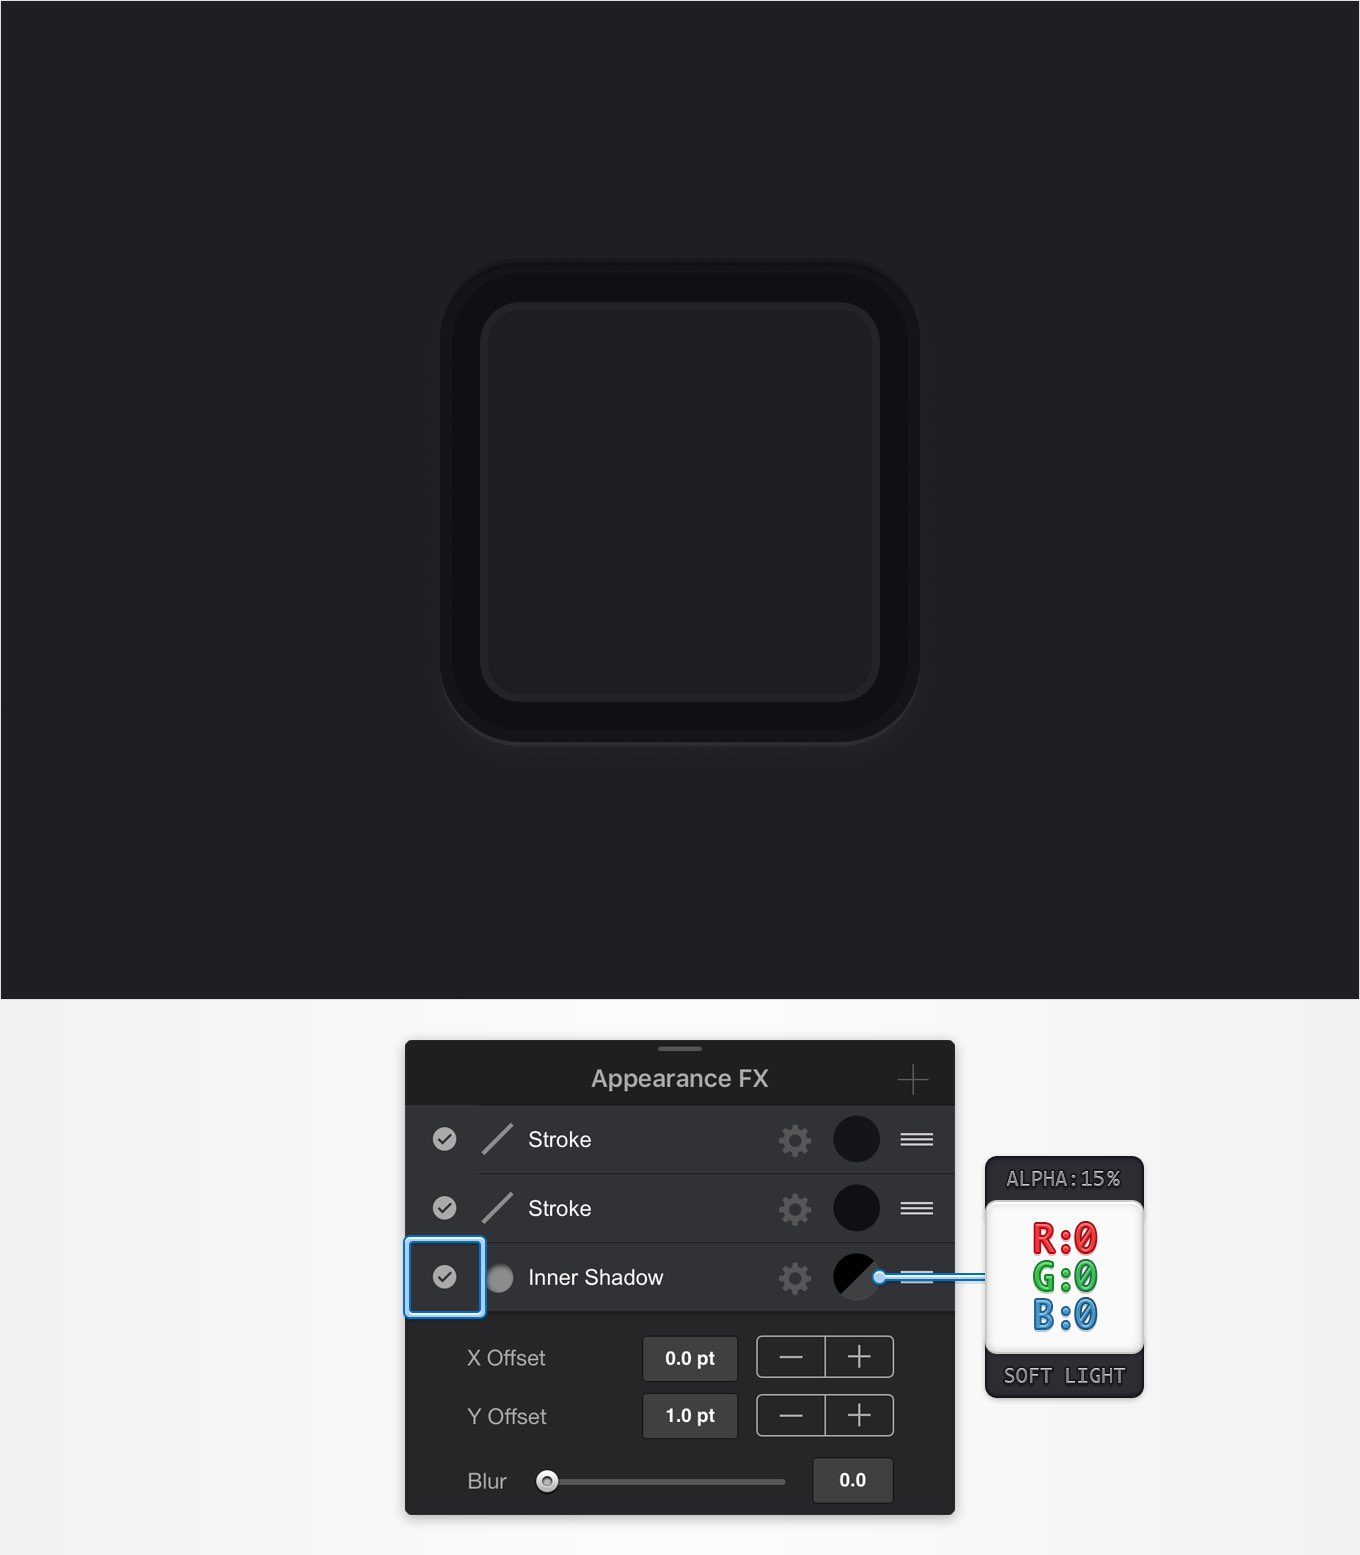 Appearance FX
Stroke
Stroke
Inner Shadow
X Offset 0.0 pt
Y Offset 1.0 pt
Blur 0.0
ALPHA:15%
R:0
G:0
B:0
SOFT LIGHT